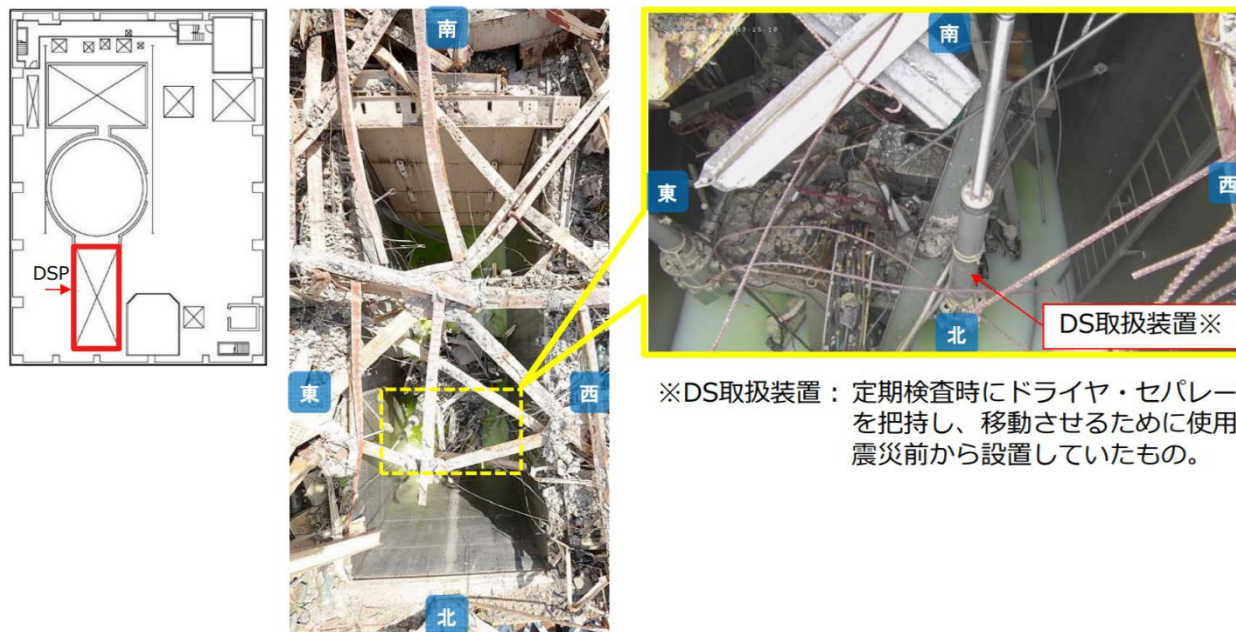 DSP
南
東
西
北
南
東
西
北
DS取扱装置※
※DS取扱装置： 定期検査時にドライヤ・セパレー
を把持し、移動させるために使用
震災前から設置していたもの。